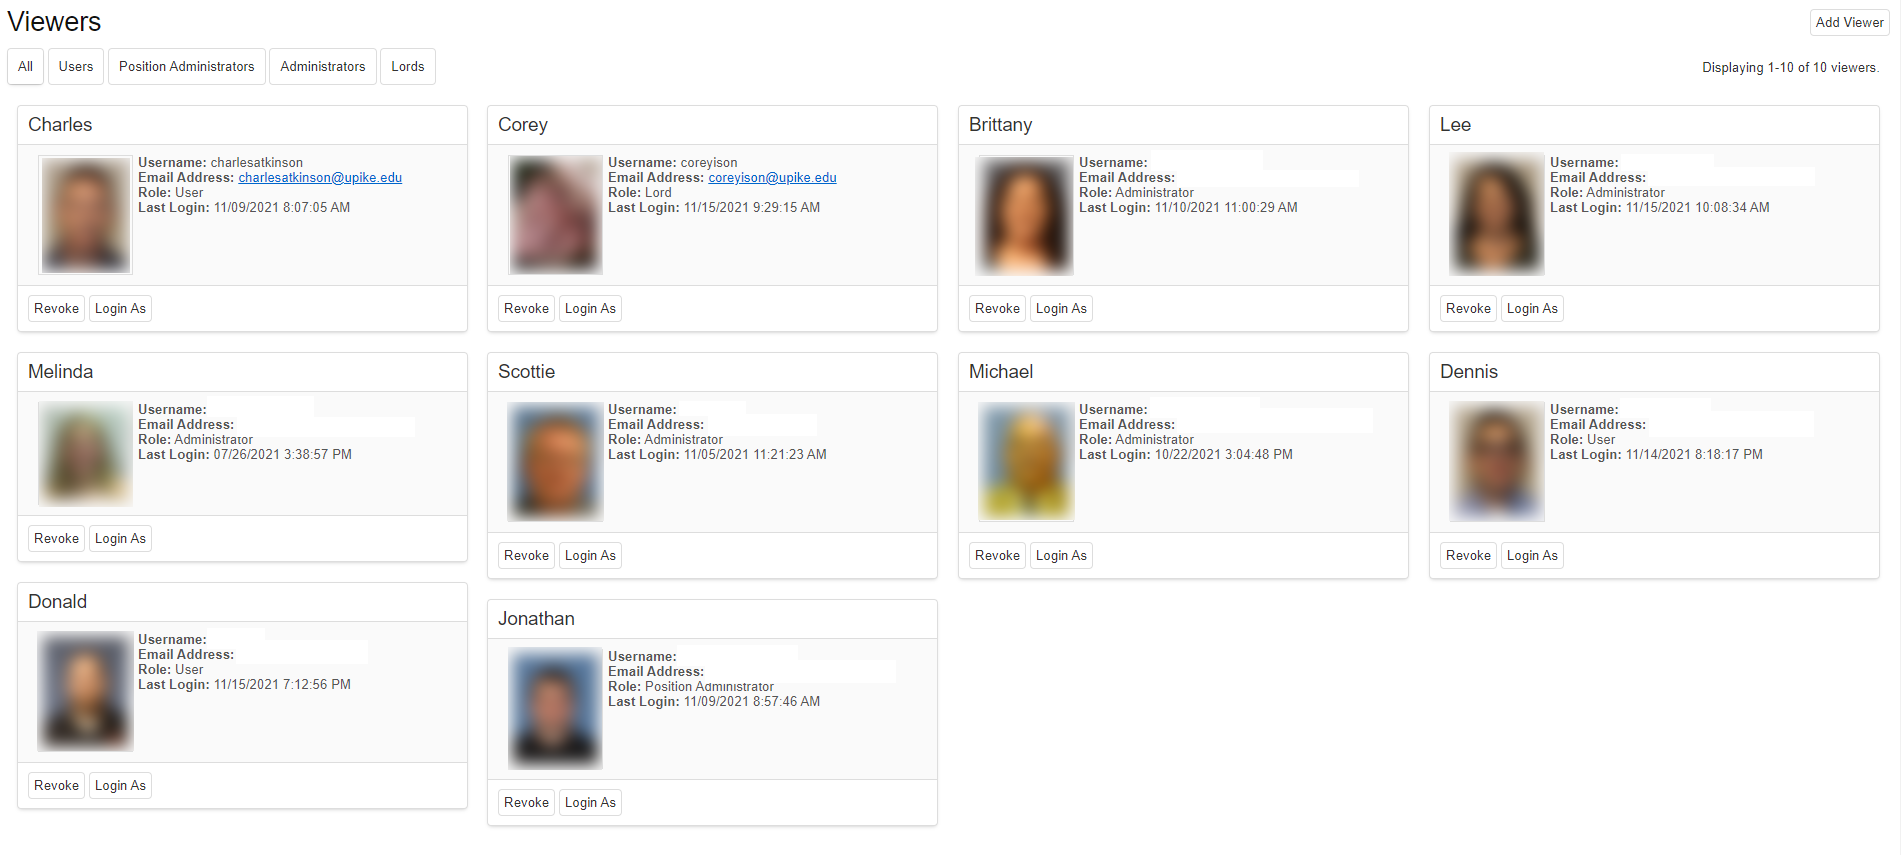 Viewers
Add Viewer
All
Users
Position Administrators
Administrators
Lords
Displaying 1-10 of 10 viewers.
Charles
Username: charlesatkinson
Email Address: charlesatkinson@upike.edu
Role: User
Last Login: 11/09/2021 8:07:05 AM
Revoke
Login As
Corey
Username: coreyison
Email Address: coreyison@upike.edu
Role: Lord
Last Login: 11/15/2021 9:29:15 AM
Revoke
Login As
Brittany
Username:
Email Address:
Role: Administrator
Last Login: 11/10/2021 11:00:29 AM
Revoke
Login As
Lee
Username:
Email Address:
Role: Administrator
Last Login: 11/15/2021 10:08:34 AM
Revoke
Login As
Melinda
Username:
Email Address:
Role: Administrator
Last Login: 07/26/2021 3:38:57 PM
Revoke
Login As
Scottie
Username:
Email Address:
Role: Administrator
Last Login: 11/05/2021 11:21:23 AM
Revoke
Login As
Michael
Username:
Email Address:
Role: Administrator
Last Login: 10/22/2021 3:04:48 PM
Revoke
Login As
Dennis
Username:
Email Address:
Role: User
Last Login: 11/14/2021 8:18:17 PM
Revoke
Login As
Donald
Username:
Email Address:
Role: User
Last Login: 11/15/2021 7:12:56 PM
Revoke
Login As
Jonathan
Username:
Email Address:
Role: Position Administrator
Last Login: 11/09/2021 8:57:46 AM
Revoke
Login As